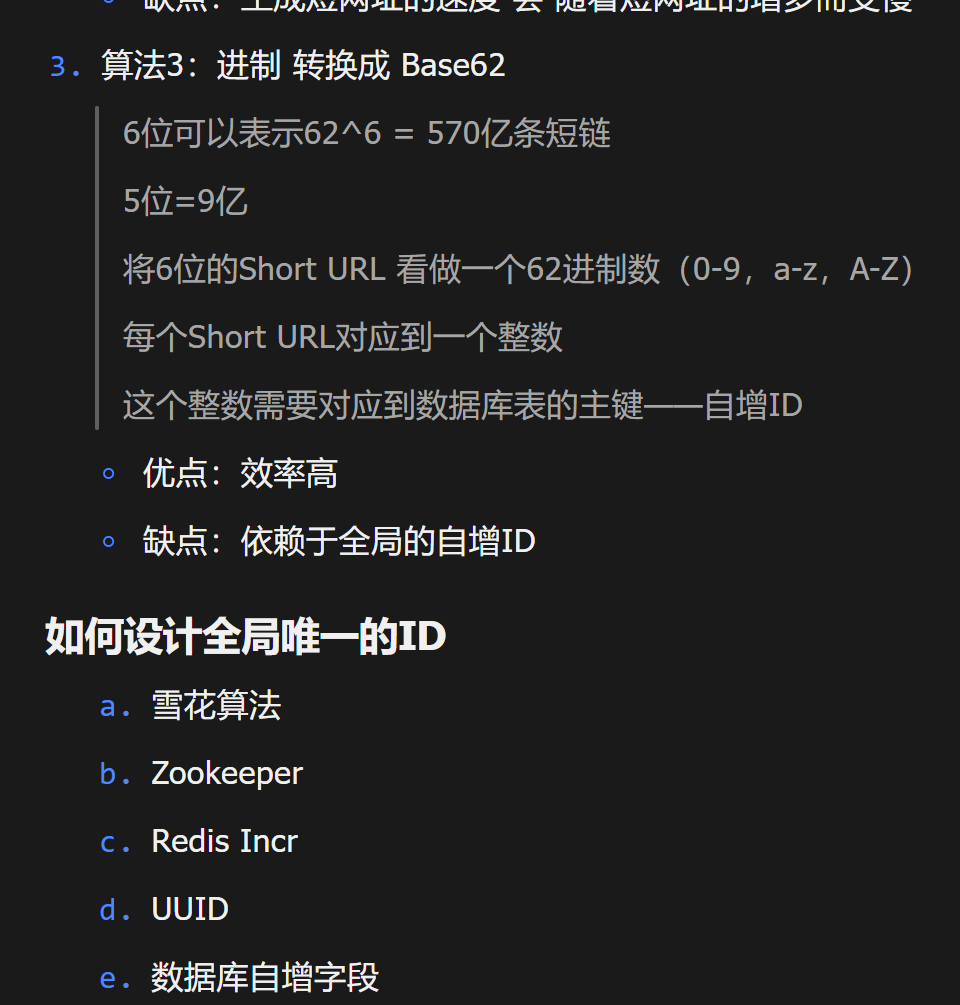 缺点：生成短网址的速度 会 随着短网址的增多而变慢
3. 算法3：进制 转换成 Base62
6位可以表示62^6 = 570亿条短链
5位=9亿
将6位的Short URL 看做一个62进制数（0-9，a-z，A-Z）
每个Short URL对应到一个整数
这个整数需要对应到数据库表的主键——自增ID
优点：效率高
缺点：依赖于全局的自增ID
如何设计全局唯一的ID
a. 雪花算法
b. Zookeeper
c. Redis Incr
d. UUID
e. 数据库自增字段